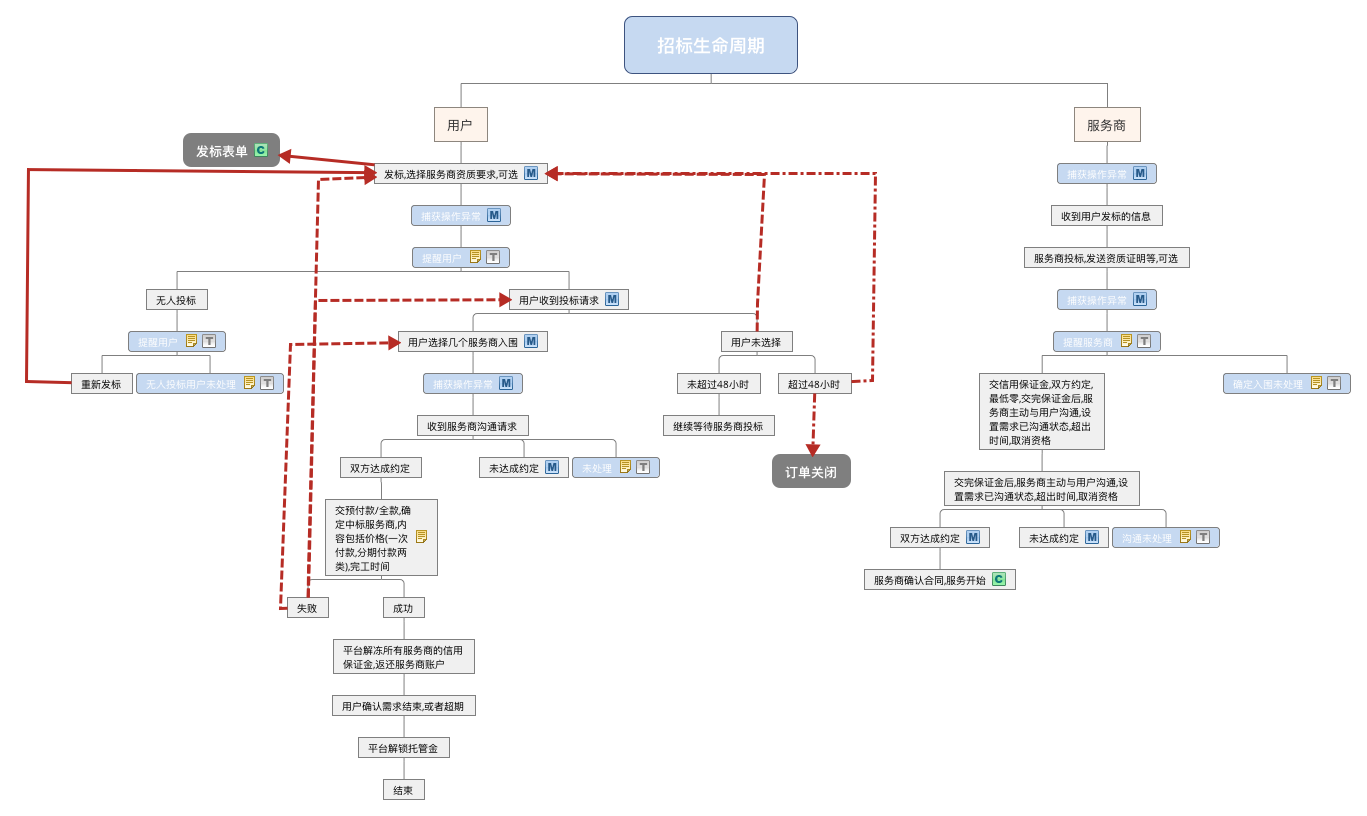 招标生命周期
用户
服务商
发标表单 C
发标,选择服务商资质要求,可选 M
捕获操作异常 M
捕获操作异常 M
收到用户发标的信息
提醒用户 T
服务商投标,发送资质证明等,可选
无人投标
用户收到投标请求 M
捕获操作异常 M
提醒用户 T
用户选择几个服务商入围 M
用户未选择
提醒服务商 T
重新发标
无人投标用户未处理 T
捕获操作异常 M
未超过48小时
超过48小时
交信用保证金,双方约定,
最低零,交完保证金后,服
务商主动与用户沟通,设
置需求已沟通状态,超出
时间,取消资格
确定入围未处理 T
收到服务商沟通请求
继续等待服务商投标
双方达成约定
未达成约定 M
未处理 T
订单关闭
交完保证金后,服务商主动与用户沟通,设
置需求已沟通状态,超出时间,取消资格
交预付款/全款,确
定中标服务商,内
容包括价格(一次
付款,分期付款两
类),完工时间
双方达成约定 M
未达成约定 M
沟通未处理 T
服务商确认合同,服务开始 C
失败
成功
平台解冻所有服务商的信用
保证金,返还服务商账户
用户确认需求结束,或者超期
平台解锁托管金
结束